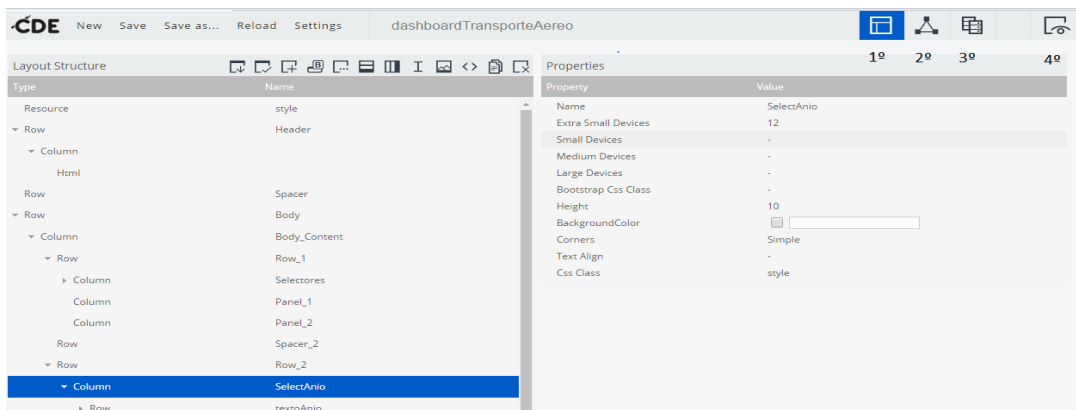 CDE New Save Save as... Reload Settings dashboardTransporteAereo
1º 2º 3º 4º
Layout Structure
Type Name
Resource style
Row Header
Column
Html
Row Spacer
Row Body
Column Body_Content
Row Row_1
Column Selectores
Column Panel_1
Column Panel_2
Row Spacer_2
Row Row_2
Column SelectAnio
Row textoAnio
Properties
Property Value
Name SelectAnio
Extra Small Devices 12
Small Devices -
Medium Devices -
Large Devices -
Bootstrap Css Class -
Height 10
BackgroundColor
Corners Simple
Text Align -
Css Class style